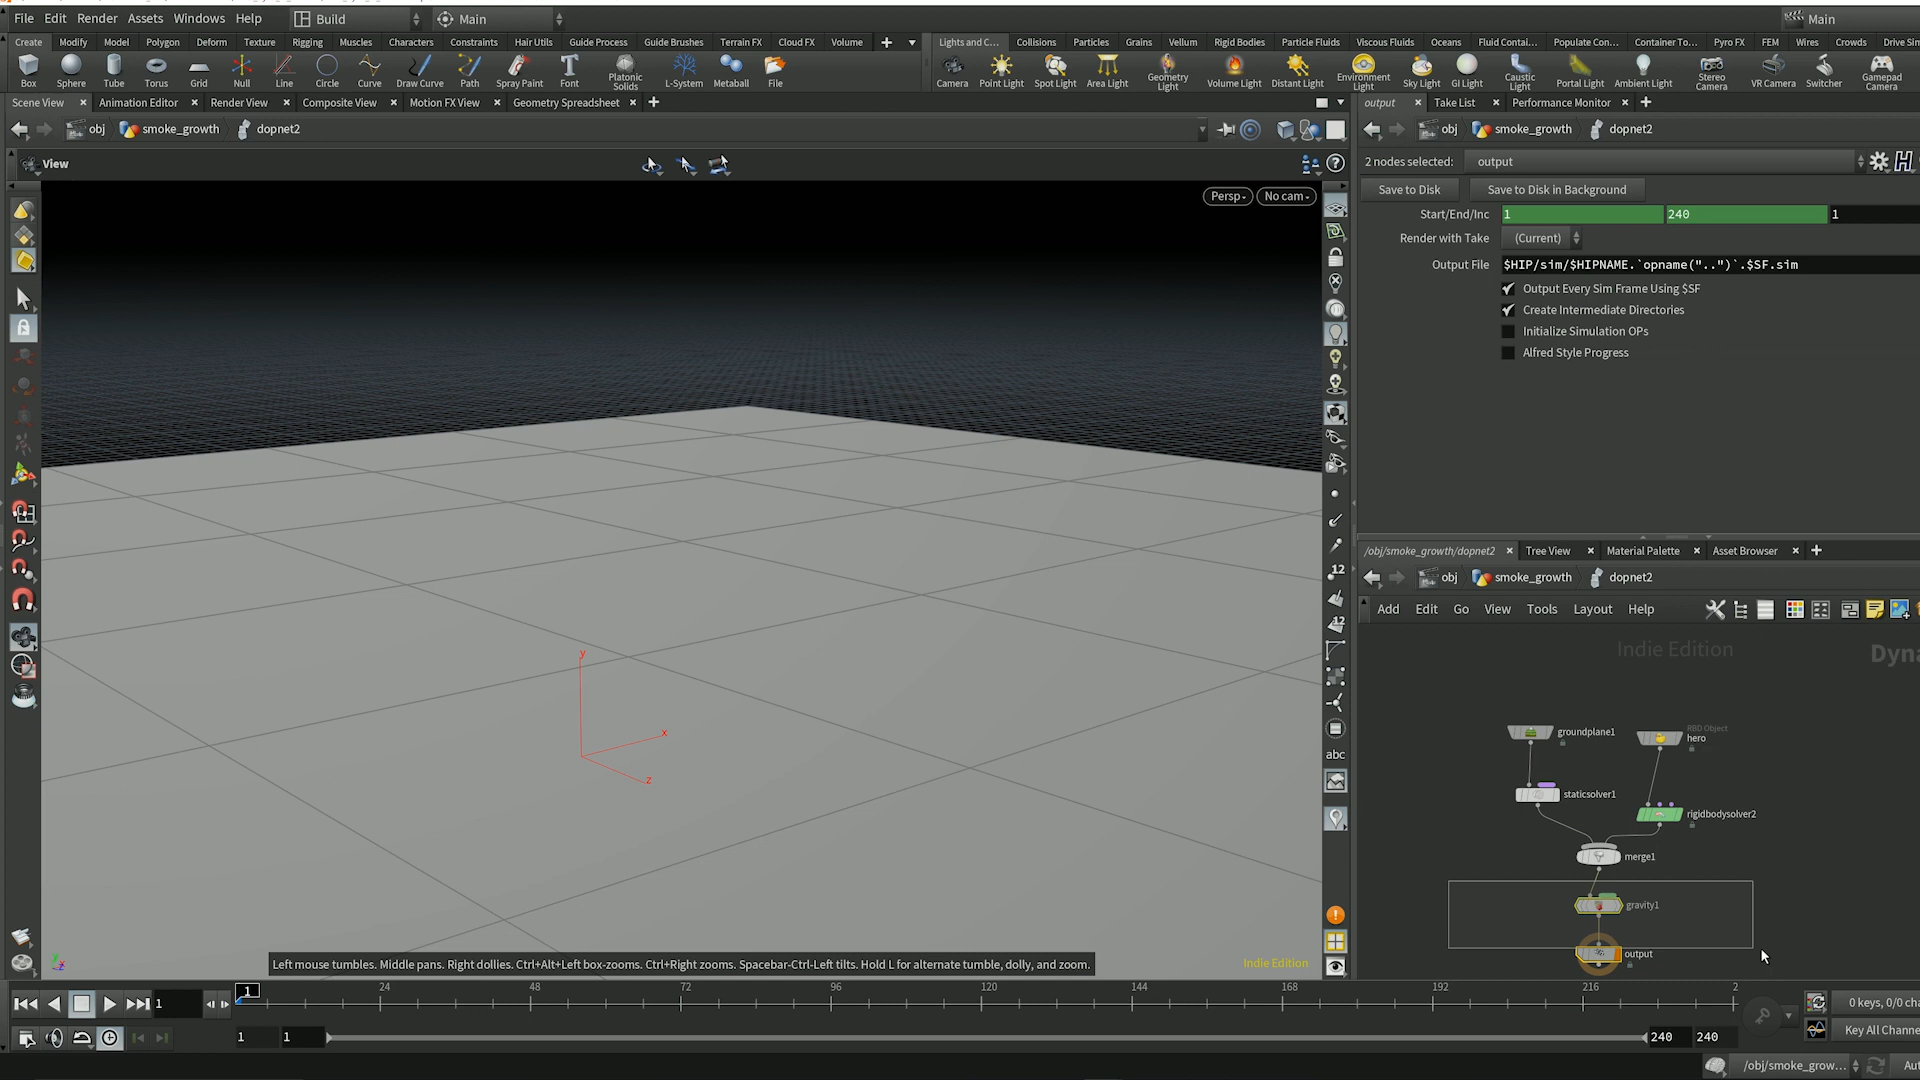 File Edit Render Assets Windows Help Build Main Main
Create Modify Model Polygon Deform Texture Rigging Muscles Characters Constraints Hair Utils Guide Process Guide Brushes Terrain FX Cloud FX Volume
Lights and C... Collisions Particles Grains Vellum Rigid Bodies Particle Fluids Viscous Fluids Oceans Fluid Contai... Populate Con... Container To... Pyro FX FEM Wires Crowds Drive Sim
Box Sphere Tube Torus Grid Null Line Circle Curve Draw Curve Path Spray Paint Font Platonic Solids L-System Metaball File
Camera Point Light Spot Light Area Light Geometry Light Volume Light Distant Light Environment Light Sky Light GI Light Caustic Light Portal Light Ambient Light Stereo Camera VR Camera Switcher Gamepad Camera
Scene View Animation Editor Render View Composite View Motion FX View Geometry Spreadsheet
output Take List Performance Monitor
obj smoke_growth dopnet2
obj smoke_growth dopnet2
View
2 nodes selected: output
Save to Disk Save to Disk in Background
Persp No cam
Start/End/Inc 1 240 1
Render with Take (Current)
Output File $HIP/sim/$HIPNAME.`opname("..")`.$SF.sim
Output Every Sim Frame Using $SF
Create Intermediate Directories
Initialize Simulation OPs
Alfred Style Progress
/obj/smoke_growth/dopnet2 Tree View Material Palette Asset Browser
obj smoke_growth dopnet2
Add Edit Go View Tools Layout Help
12
12
abc
Indie Edition Dyna
groundplane1
RBD Object
hero
staticsolver1
rigidbodysolver2
merge1
gravity1
output
y
x
z
Left mouse tumbles. Middle pans. Right dollies. Ctrl+Alt+Left box-zooms. Ctrl+Right zooms. Spacebar-Ctrl-Left tilts. Hold L for alternate tumble, dolly, and zoom.
Indie Edition
1 1 24 48 72 96 120 144 168 192 216 2
0 keys, 0/0 cha
1 1 240 240
Key All Channe
/obj/smoke_grow... Aut